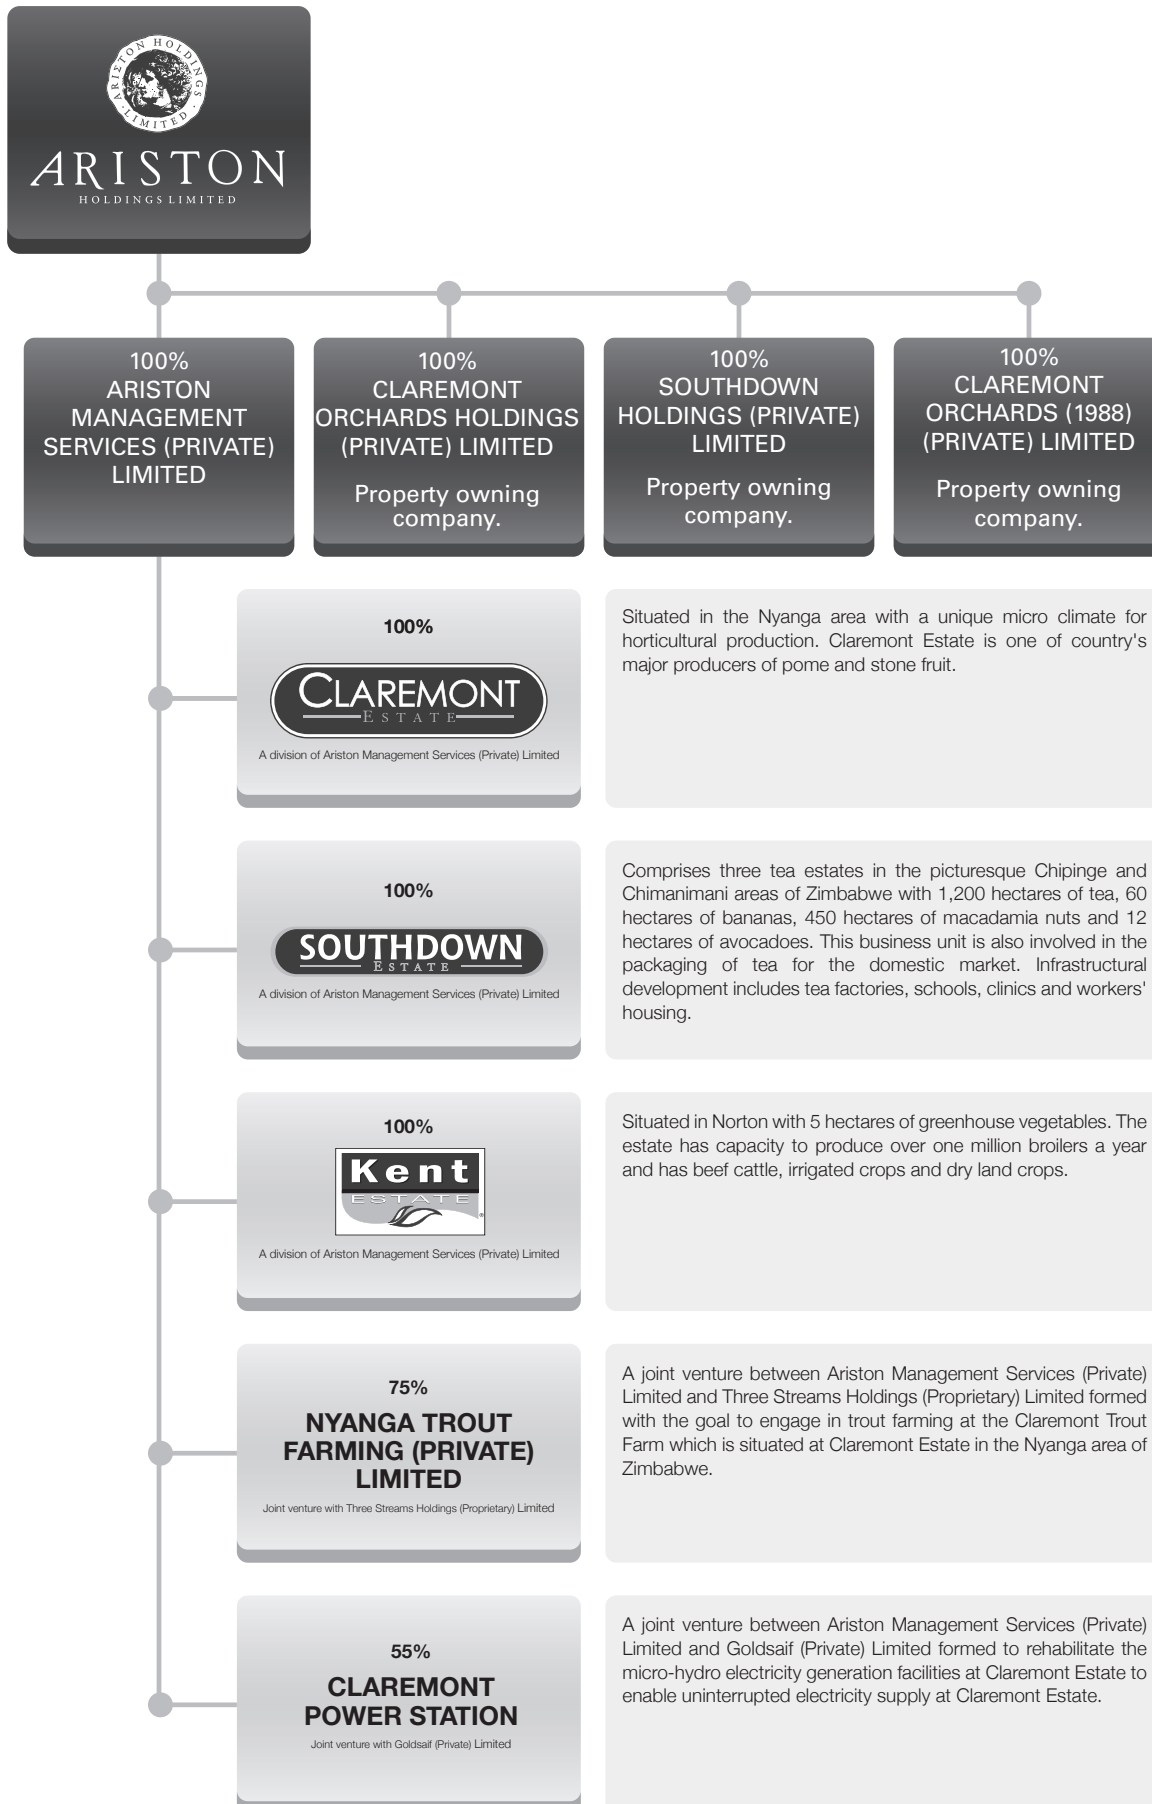 ARISTON HOLDINGS
· LIMITED ·
ARISTON
HOLDINGS LIMITED
100%
ARISTON
MANAGEMENT
SERVICES (PRIVATE)
LIMITED
100%
CLAREMONT
ORCHARDS HOLDINGS
(PRIVATE) LIMITED
Property owning
company.
100%
SOUTHDOWN
HOLDINGS (PRIVATE)
LIMITED
Property owning
company.
100%
CLAREMONT
ORCHARDS (1988)
(PRIVATE) LIMITED
Property owning
company.
100%
CLAREMONT
ESTATE
A division of Ariston Management Services (Private) Limited
Situated in the Nyanga area with a unique micro climate for
horticultural production. Claremont Estate is one of country's
major producers of pome and stone fruit.
100%
SOUTHDOWN
ESTATE
A division of Ariston Management Services (Private) Limited
Comprises three tea estates in the picturesque Chipinge and
Chimanimani areas of Zimbabwe with 1,200 hectares of tea, 60
hectares of bananas, 450 hectares of macadamia nuts and 12
hectares of avocadoes. This business unit is also involved in the
packaging of tea for the domestic market. Infrastructural
development includes tea factories, schools, clinics and workers'
housing.
100%
Kent
ESTATE
®
A division of Ariston Management Services (Private) Limited
Situated in Norton with 5 hectares of greenhouse vegetables. The
estate has capacity to produce over one million broilers a year
and has beef cattle, irrigated crops and dry land crops.
75%
NYANGA TROUT
FARMING (PRIVATE)
LIMITED
Joint venture with Three Streams Holdings (Proprietary) Limited
A joint venture between Ariston Management Services (Private)
Limited and Three Streams Holdings (Proprietary) Limited formed
with the goal to engage in trout farming at the Claremont Trout
Farm which is situated at Claremont Estate in the Nyanga area of
Zimbabwe.
55%
CLAREMONT
POWER STATION
Joint venture with Goldsaif (Private) Limited
A joint venture between Ariston Management Services (Private)
Limited and Goldsaif (Private) Limited formed to rehabilitate the
micro-hydro electricity generation facilities at Claremont Estate to
enable uninterrupted electricity supply at Claremont Estate.